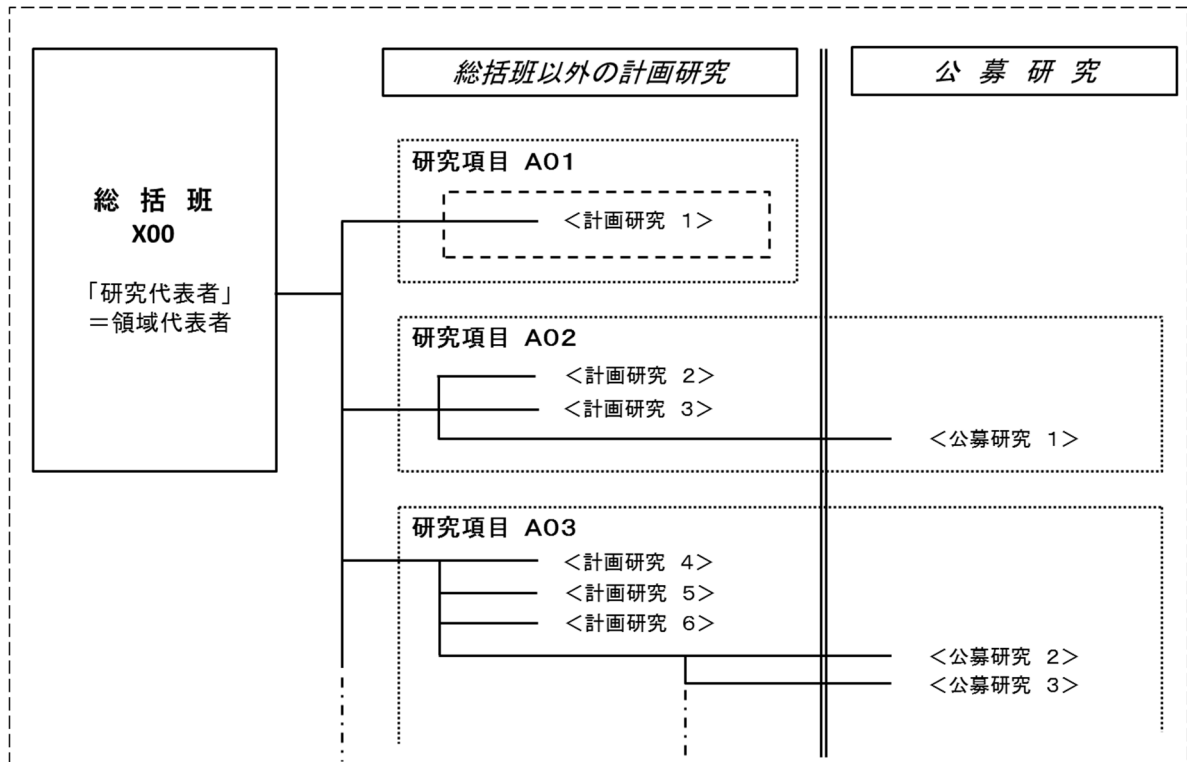 総括班以外の計画研究
公募研究
総括班
X00
「研究代表者」
＝領域代表者
研究項目 A01
＜計画研究 1＞
研究項目 A02
＜計画研究 2＞
＜計画研究 3＞
＜公募研究 1＞
研究項目 A03
＜計画研究 4＞
＜計画研究 5＞
＜計画研究 6＞
＜公募研究 2＞
＜公募研究 3＞